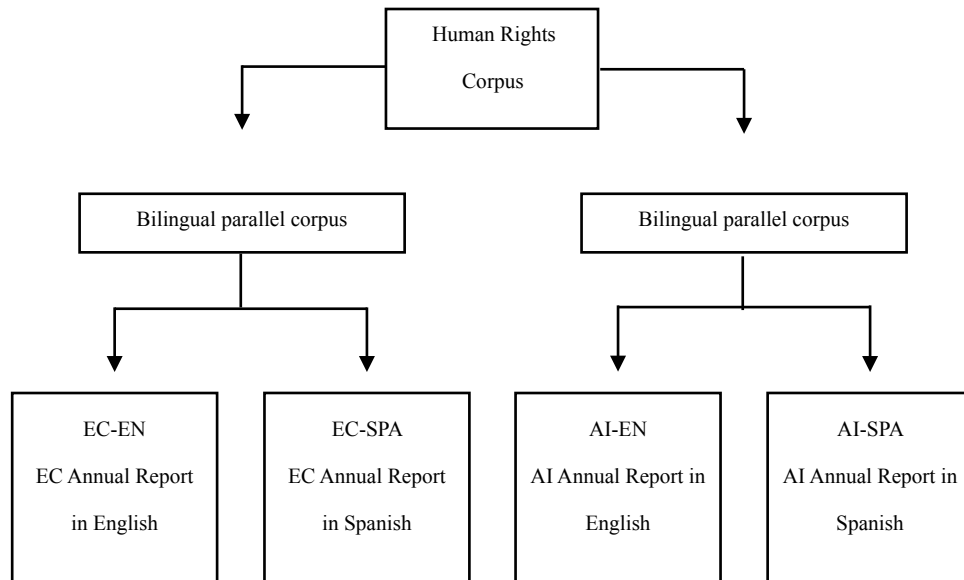 Human Rights
Corpus
Bilingual parallel corpus
Bilingual parallel corpus
EC-EN
EC Annual Report
in English
EC-SPA
EC Annual Report
in Spanish
AI-EN
AI Annual Report in
English
AI-SPA
AI Annual Report in
Spanish